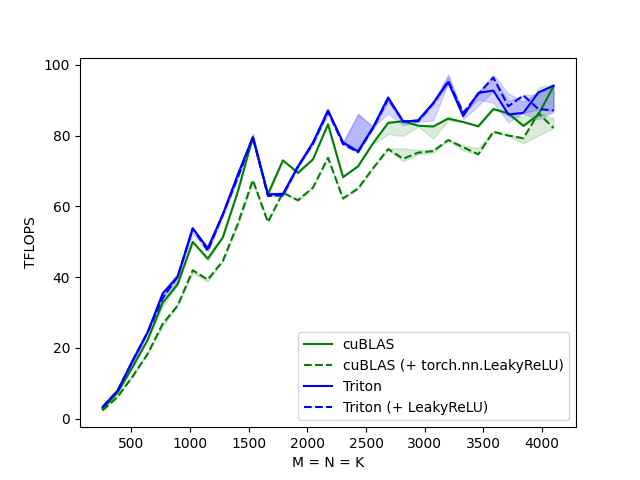 100
80
60
40
20
0
TFLOPS
cuBLAS
cuBLAS (+ torch.nn.LeakyReLU)
Triton
Triton (+ LeakyReLU)
500 1000 1500 2000 2500 3000 3500 4000
M = N = K